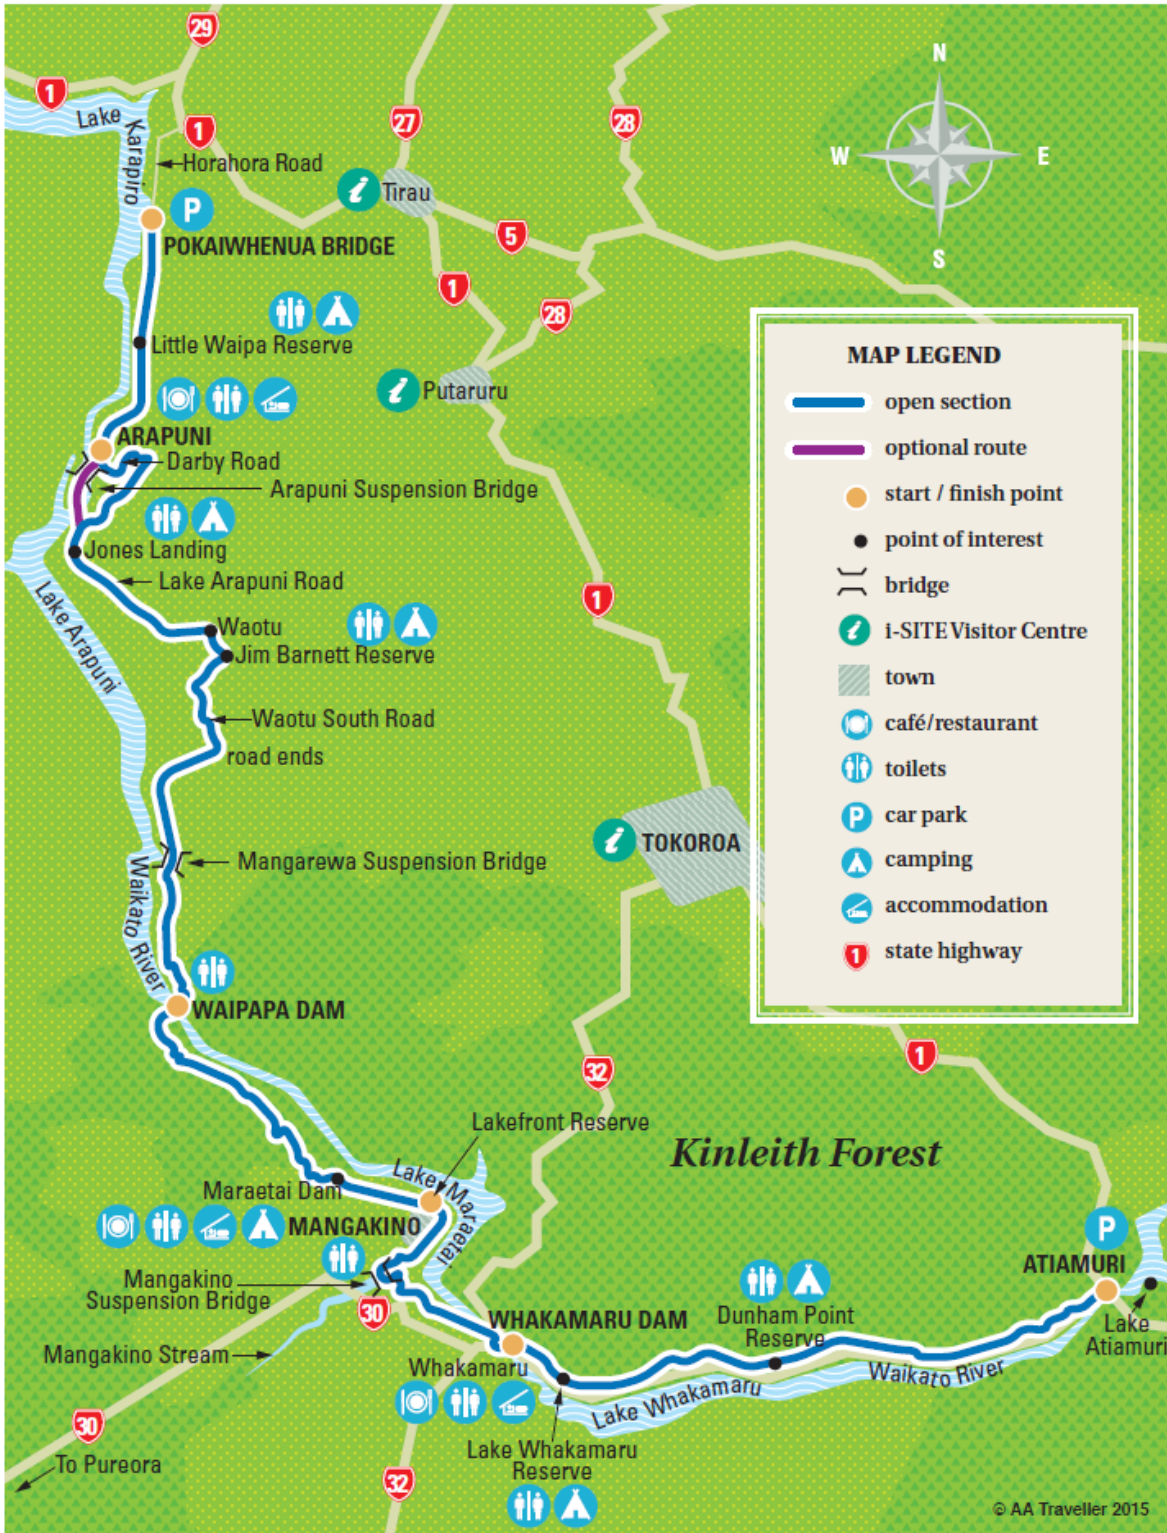 29
1
Lake
Karapiro
1
27
28
N
W
E
S
Horahora Road
Tirau
P
POKAIWHENUA BRIDGE
5
1
28
Little Waipa Reserve
Putaruru
ARAPUNI
Darby Road
Arapuni Suspension Bridge
Jones Landing
Lake Arapuni Road
Lake Arapuni
1
Waotu
Jim Barnett Reserve
Waotu South Road
road ends
MAP LEGEND
open section
optional route
start / finish point
point of interest
bridge
i-SITE Visitor Centre
town
café/restaurant
toilets
P
car park
camping
accommodation
1
state highway
TOKOROA
Mangarewa Suspension Bridge
Waikato River
WAIPAPA DAM
1
32
Lakefront Reserve
Kinleith Forest
Lake Maraetai
Maraetai Dam
MANGAKINO
P
ATIAMURI
Mangakino
Suspension Bridge
30
WHAKAMARU DAM
Dunham Point
Reserve
Lake
Atiamuri
Mangakino Stream
Whakamaru
Waikato River
Lake Whakamaru
30
To Pureora
Lake Whakamaru
Reserve
32
© AA Traveller 2015